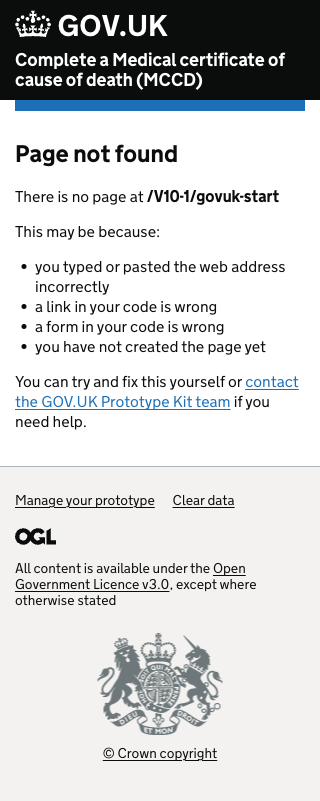 GOV.UK
Complete a Medical certificate of
cause of death (MCCD)
Page not found
There is no page at /V10-1/govuk-start
This may be because:
• you typed or pasted the web address
incorrectly
• a link in your code is wrong
• a form in your code is wrong
• you have not created the page yet
You can try and fix this yourself or contact
the GOV.UK Prototype Kit team if you
need help.
Manage your prototype Clear data
OGL
All content is available under the Open
Government Licence v3.0, except where
otherwise stated
DIEU ET MON DROIT
© Crown copyright